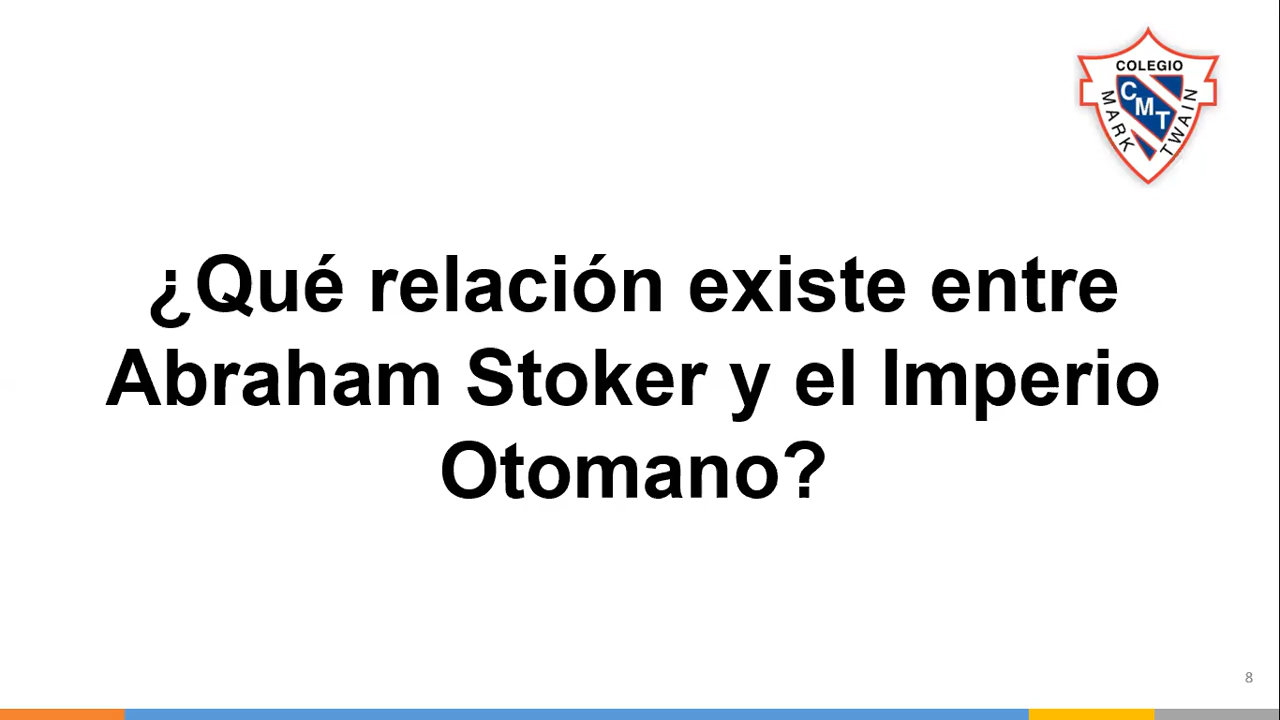 COLEGIO
MARK
CMT
TWAIN
¿Qué relación existe entre
Abraham Stoker y el Imperio
Otomano?
8